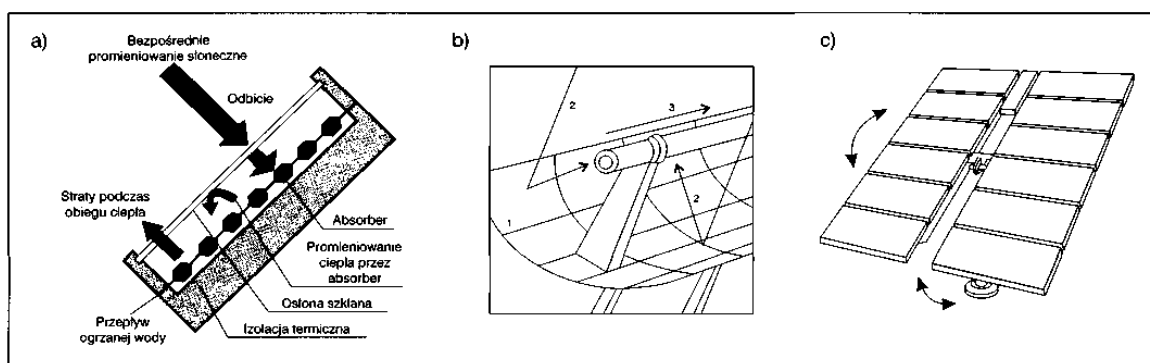 a)
Bezpośrednie
promieniowanie słoneczne
Odbicie
Straty podczas
obiegu ciepła
Absorber
Promieniowanie
ciepła przez
absorber
Osłona szklana
Przepływ
ogrzanej wody
Izolacja termiczna
b)
2
3
1
2
c)